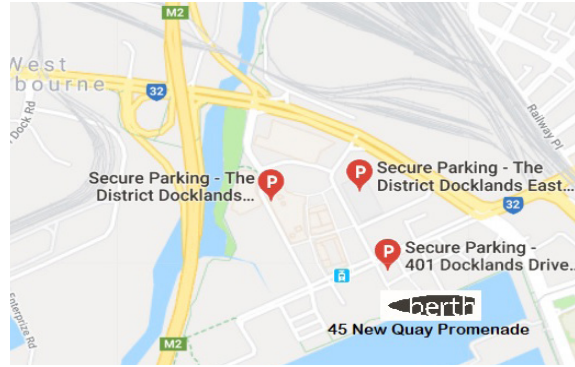 M2
West
bourne
32
Dock Rd
Railway Pl
Secure Parking - The
District Docklands...
Secure Parking - The
District Docklands East...
32
Secure Parking -
401 Docklands Drive...
berth
45 New Quay Promenade
Enterprize Rd
M2
P
P
P